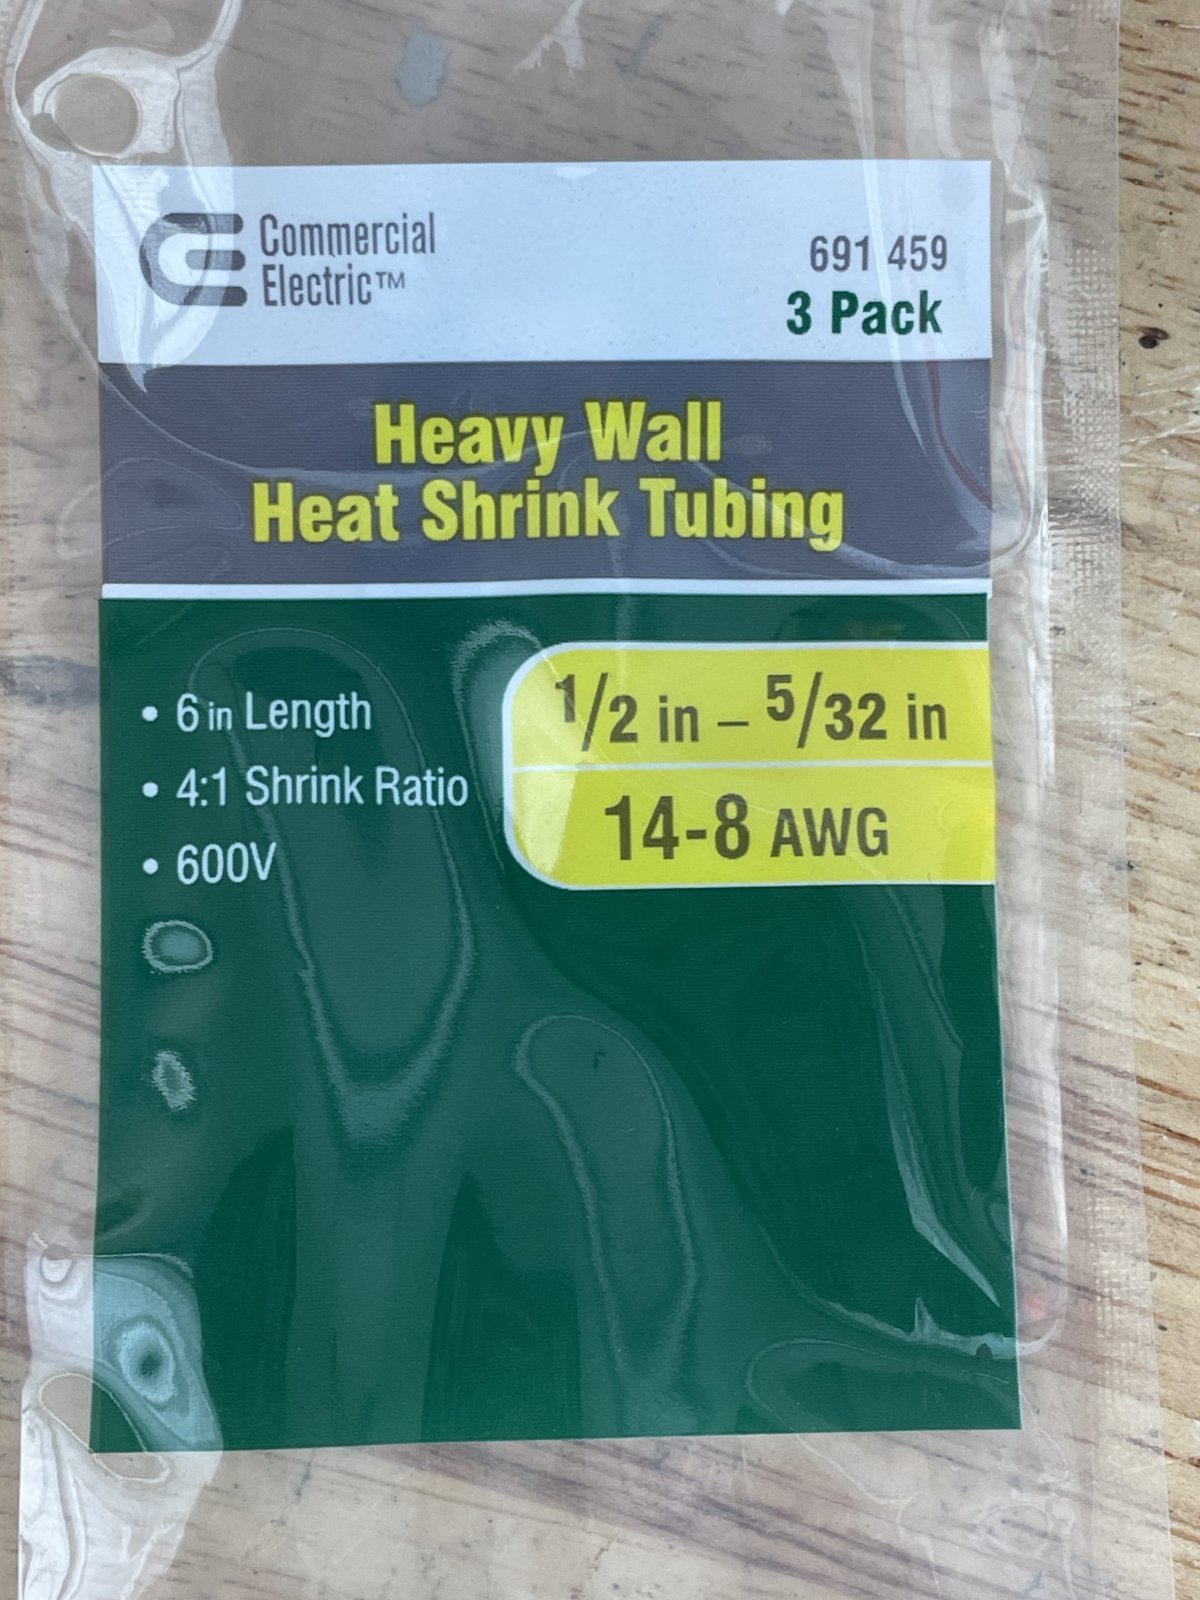 Commercial
Electric™
691 459
3 Pack
Heavy Wall
Heat Shrink Tubing
• 6 in Length
• 4:1 Shrink Ratio
• 600V
1/2 in – 5/32 in
14-8 AWG